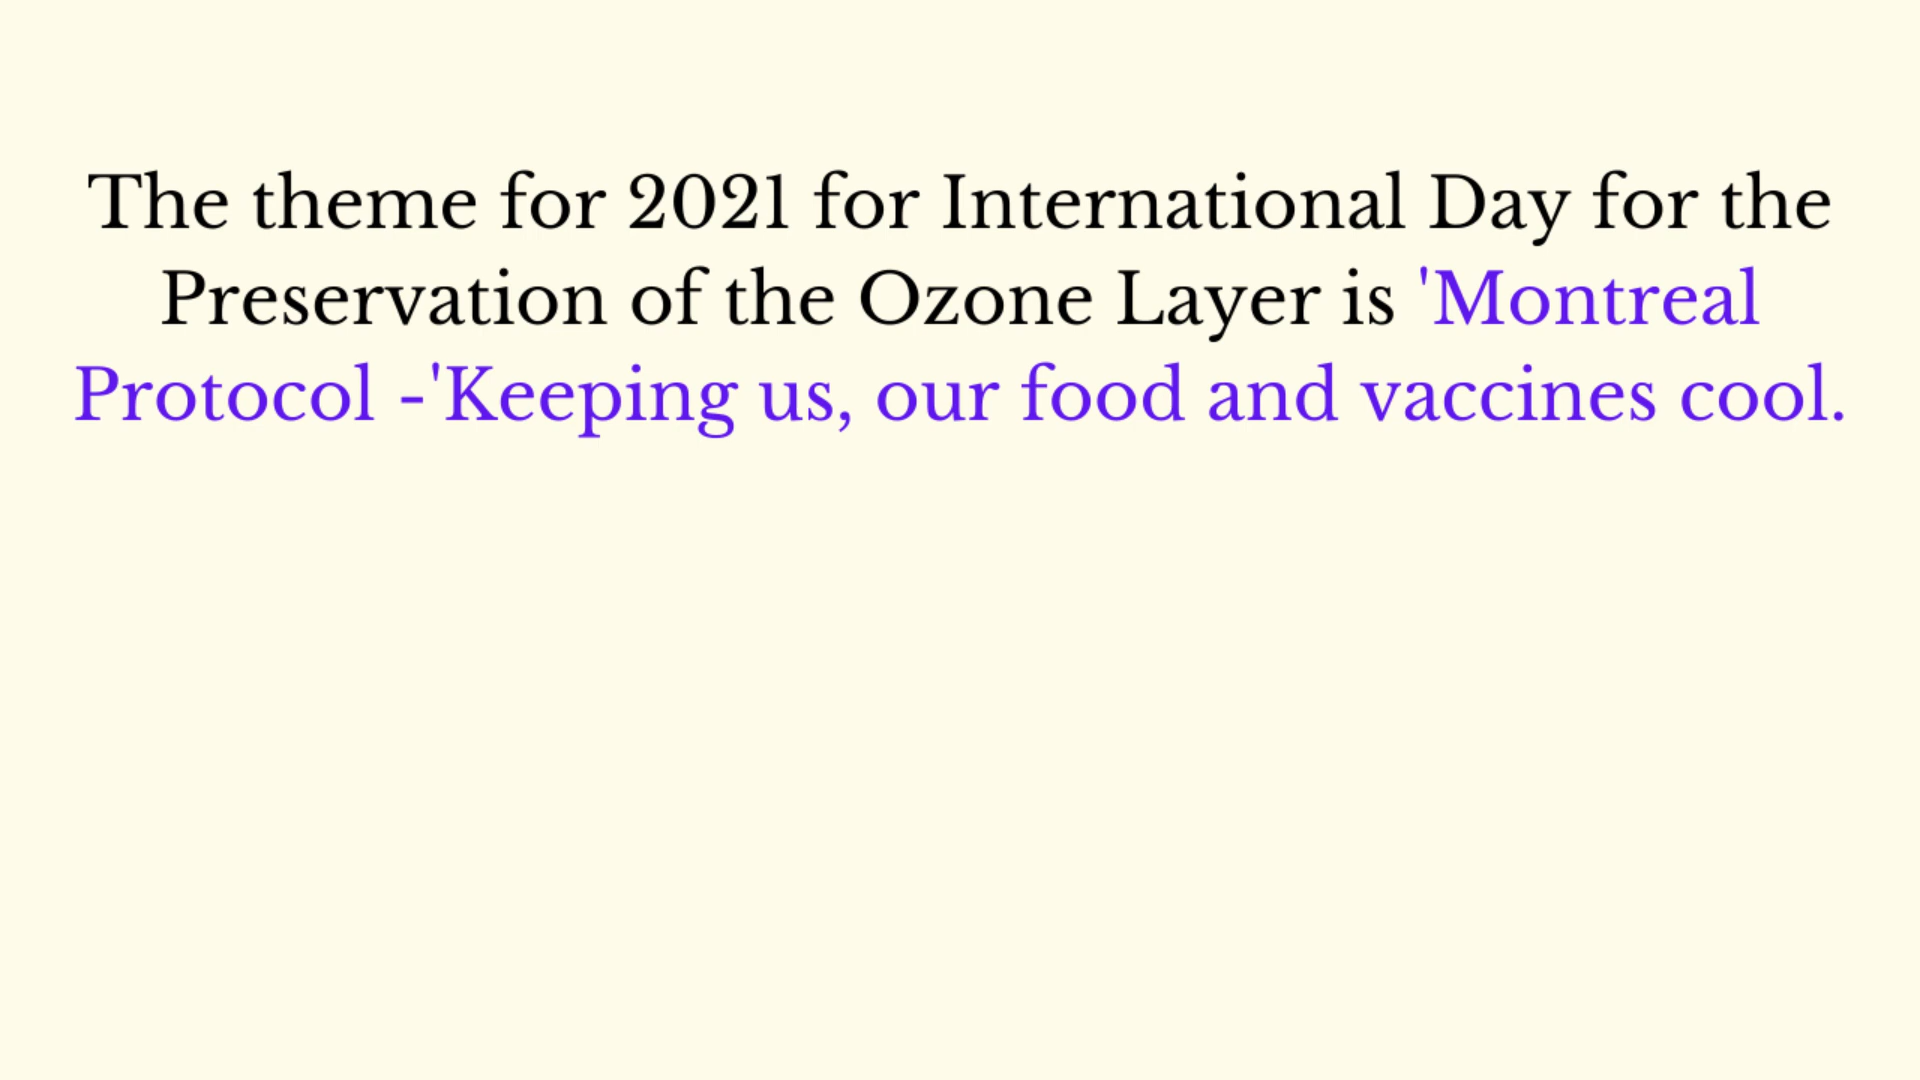 The theme for 2021 for International Day for the
Preservation of the Ozone Layer is 'Montreal
Protocol -'Keeping us, our food and vaccines cool.